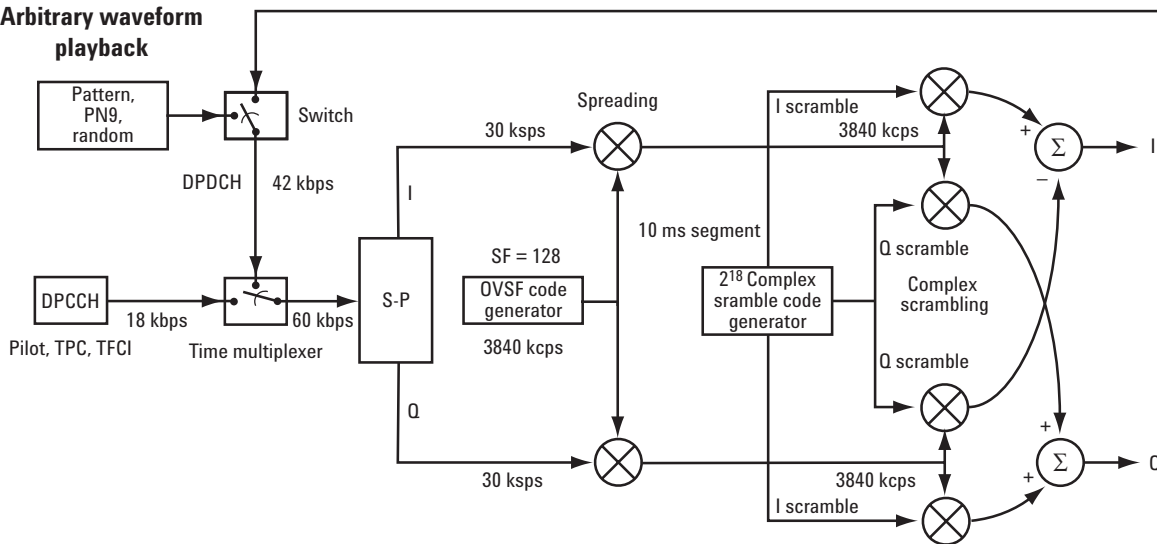 Arbitrary waveform
playback
Pattern,
PN9,
random
Switch
DPDCH
42 kbps
DPCCH
18 kbps
60 kbps
Pilot, TPC, TFCI
Time multiplexer
S-P
I
Q
30 ksps
30 ksps
Spreading
SF = 128
OVSF code
generator
3840 kcps
10 ms segment
2¹⁸ Complex
sramble code
generator
I scramble
3840 kcps
Q scramble
Complex
scrambling
Q scramble
3840 kcps
I scramble
+
Σ
−
I
+
Σ
+